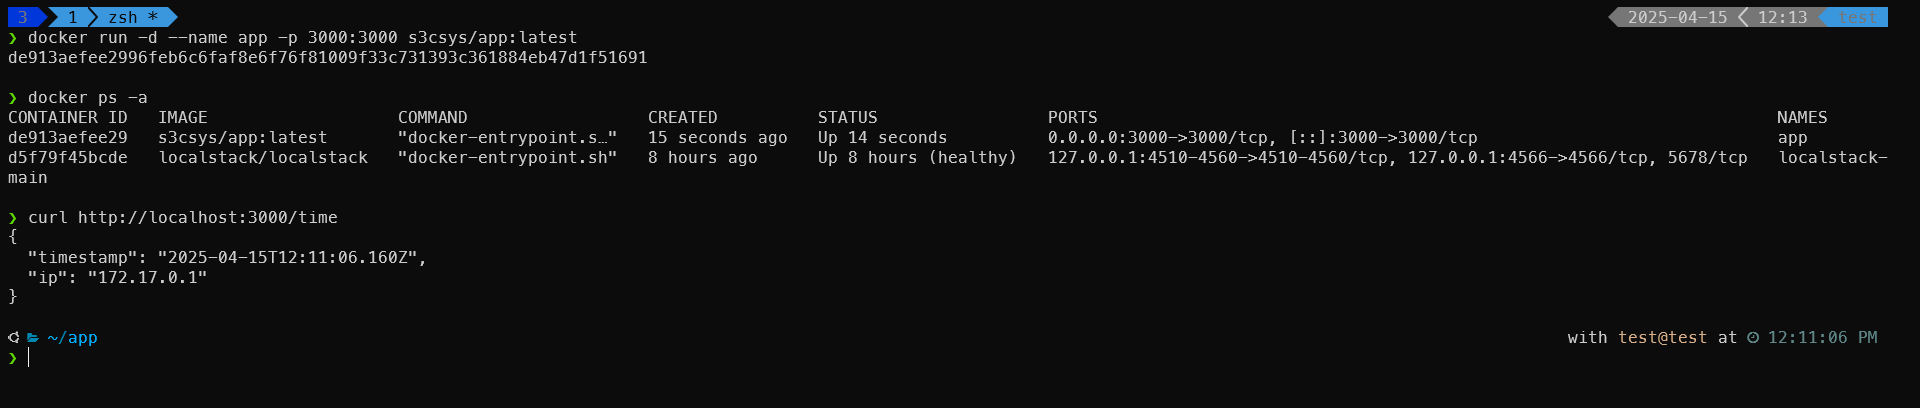 3 1 zsh * 2025-04-15 12:13 test
❯ docker run -d --name app -p 3000:3000 s3csys/app:latest
de913aefee2996feb6c6faf8e6f76f81009f33c731393c361884eb47d1f51691
❯ docker ps -a
CONTAINER ID   IMAGE                   COMMAND                  CREATED          STATUS                 PORTS                                                                    NAMES
de913aefee29   s3csys/app:latest       "docker-entrypoint.s…"   15 seconds ago   Up 14 seconds          0.0.0.0:3000->3000/tcp, [::]:3000->3000/tcp                              app
d5f79f45bcde   localstack/localstack   "docker-entrypoint.sh"   8 hours ago      Up 8 hours (healthy)   127.0.0.1:4510-4560->4510-4560/tcp, 127.0.0.1:4566->4566/tcp, 5678/tcp   localstack-
main
❯ curl http://localhost:3000/time
{
  "timestamp": "2025-04-15T12:11:06.160Z",
  "ip": "172.17.0.1"
}
~/app with test@test at 12:11:06 PM
❯